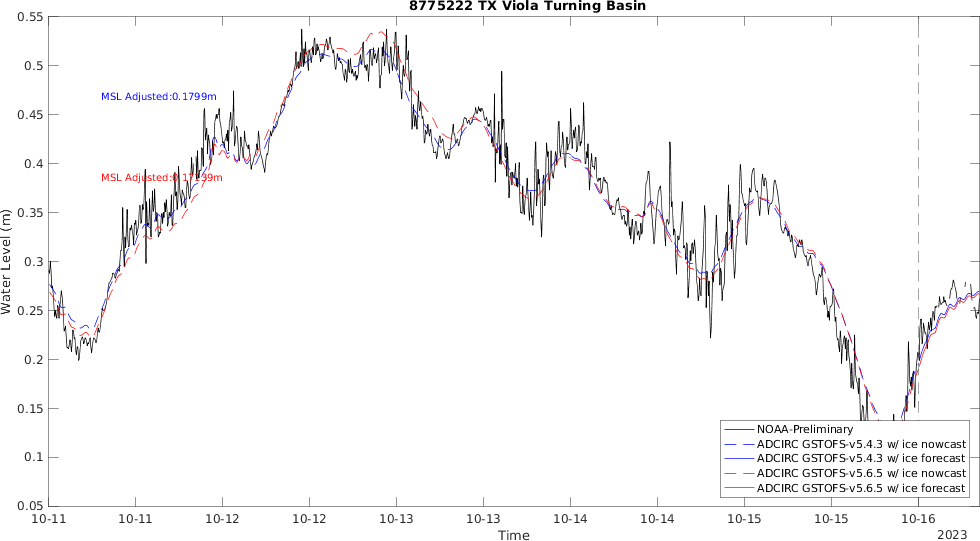 8775222 TX Viola Turning Basin
Water Level (m)
0.55
0.5
0.45
0.4
0.35
0.3
0.25
0.2
0.15
0.1
0.05
MSL Adjusted:0.1799m
NOAA-Preliminary
ADCIRC GSTOFS-v5.4.3 w/ ice nowcast
ADCIRC GSTOFS-v5.4.3 w/ ice forecast
ADCIRC GSTOFS-v5.6.5 w/ ice nowcast
ADCIRC GSTOFS-v5.6.5 w/ ice forecast
10-11 10-11 10-12 10-12 10-13 10-13 10-14 10-14 10-15 10-15 10-16
Time
2023